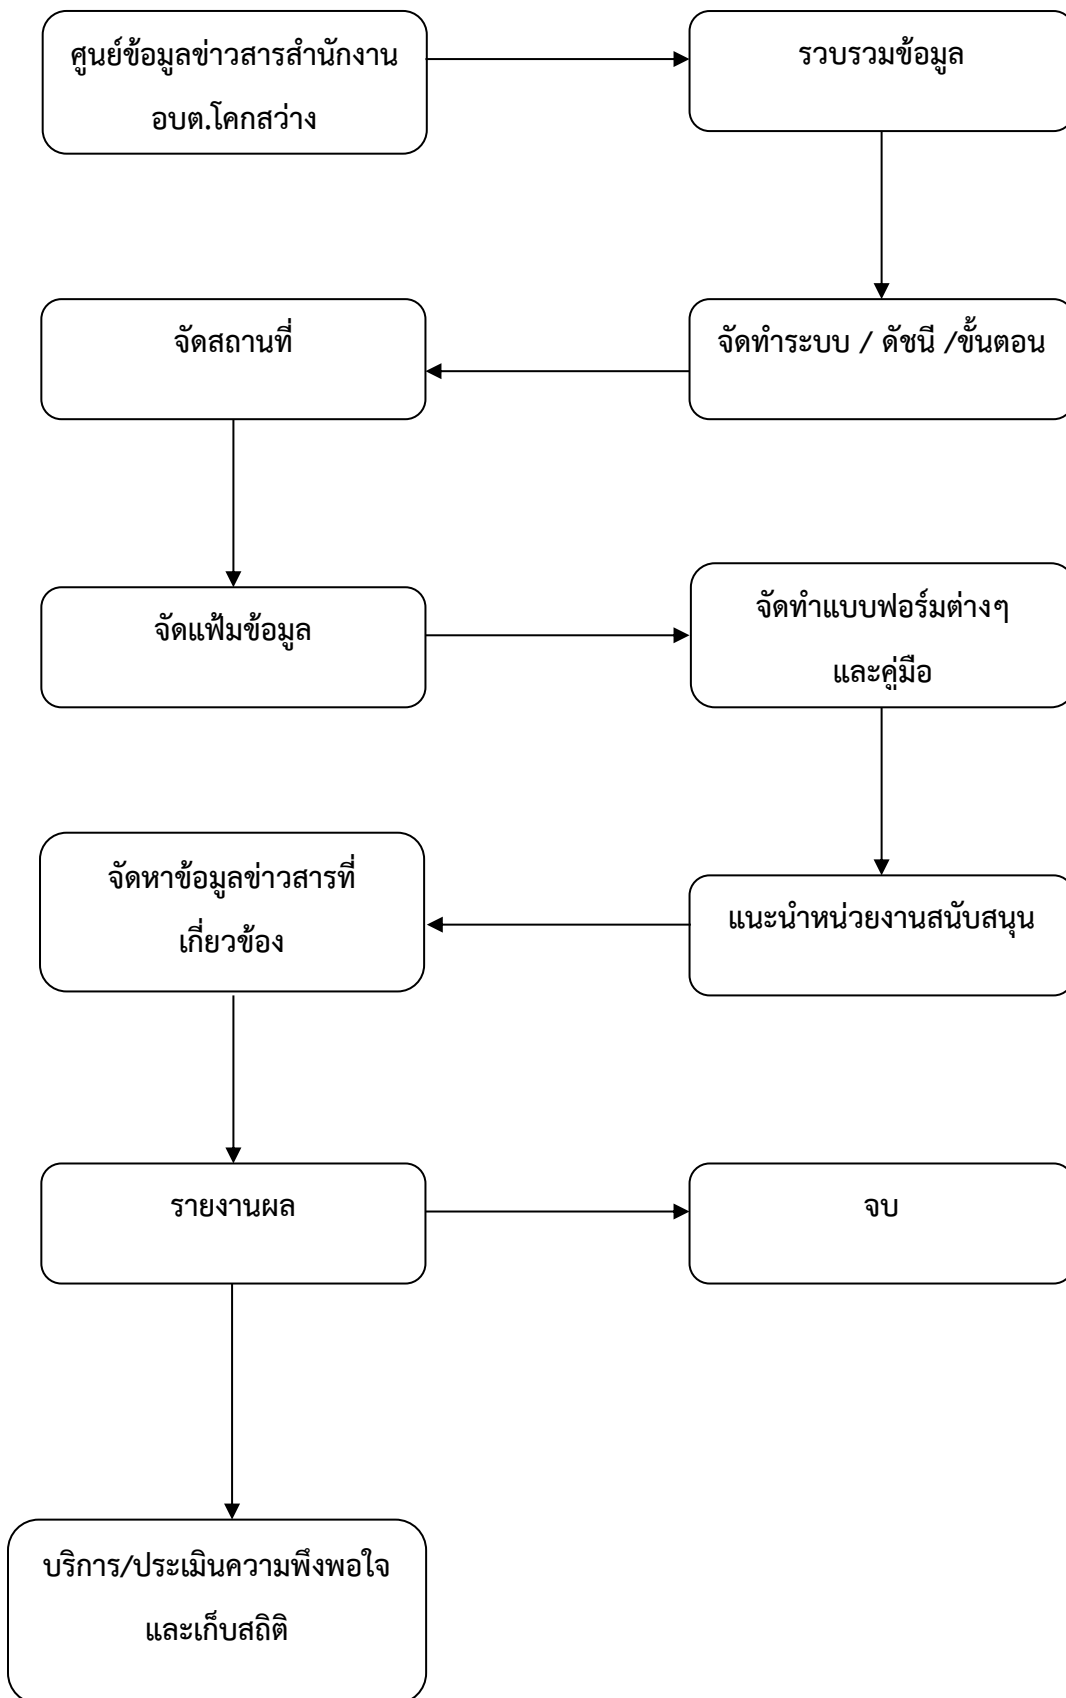 ศูนย์ข้อมูลข่าวสารสำนักงาน
อบต.โคกสว่าง
รวบรวมข้อมูล
จัดทำระบบ / ดัชนี /ขั้นตอน
จัดสถานที่
จัดแฟ้มข้อมูล
จัดทำแบบฟอร์มต่างๆ
และคู่มือ
แนะนำหน่วยงานสนับสนุน
จัดหาข้อมูลข่าวสารที่
เกี่ยวข้อง
รายงานผล
จบ
บริการ/ประเมินความพึงพอใจ
และเก็บสถิติ